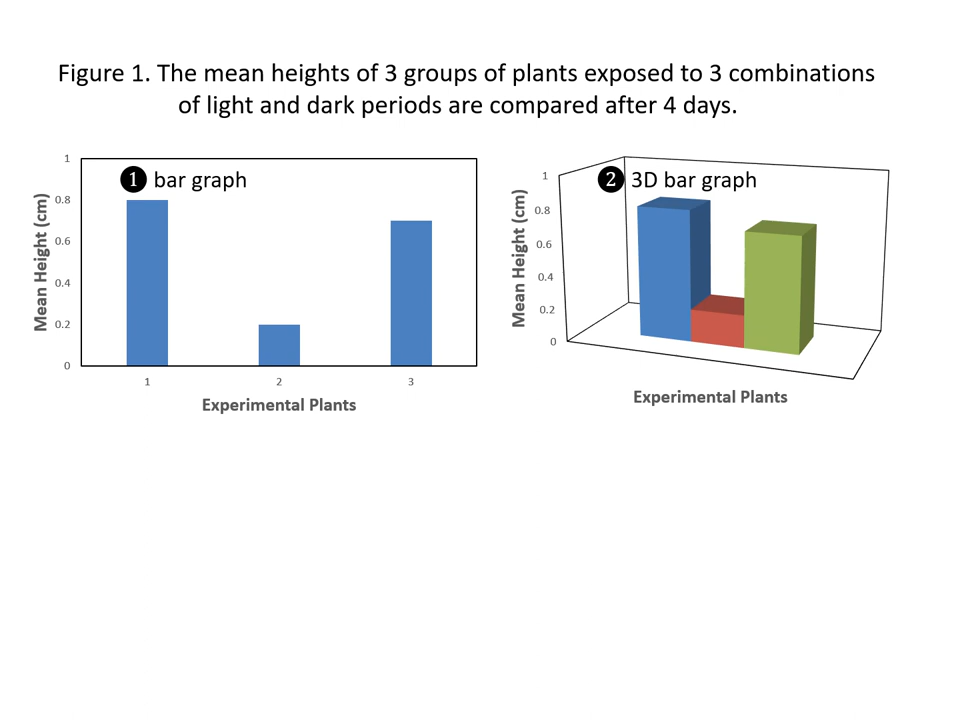 Figure 1. The mean heights of 3 groups of plants exposed to 3 combinations
of light and dark periods are compared after 4 days.
❶ bar graph
Mean Height (cm)
1
0.8
0.6
0.4
0.2
0
1 2 3
Experimental Plants
❷ 3D bar graph
Mean Height (cm)
1
0.8
0.6
0.4
0.2
0
Experimental Plants